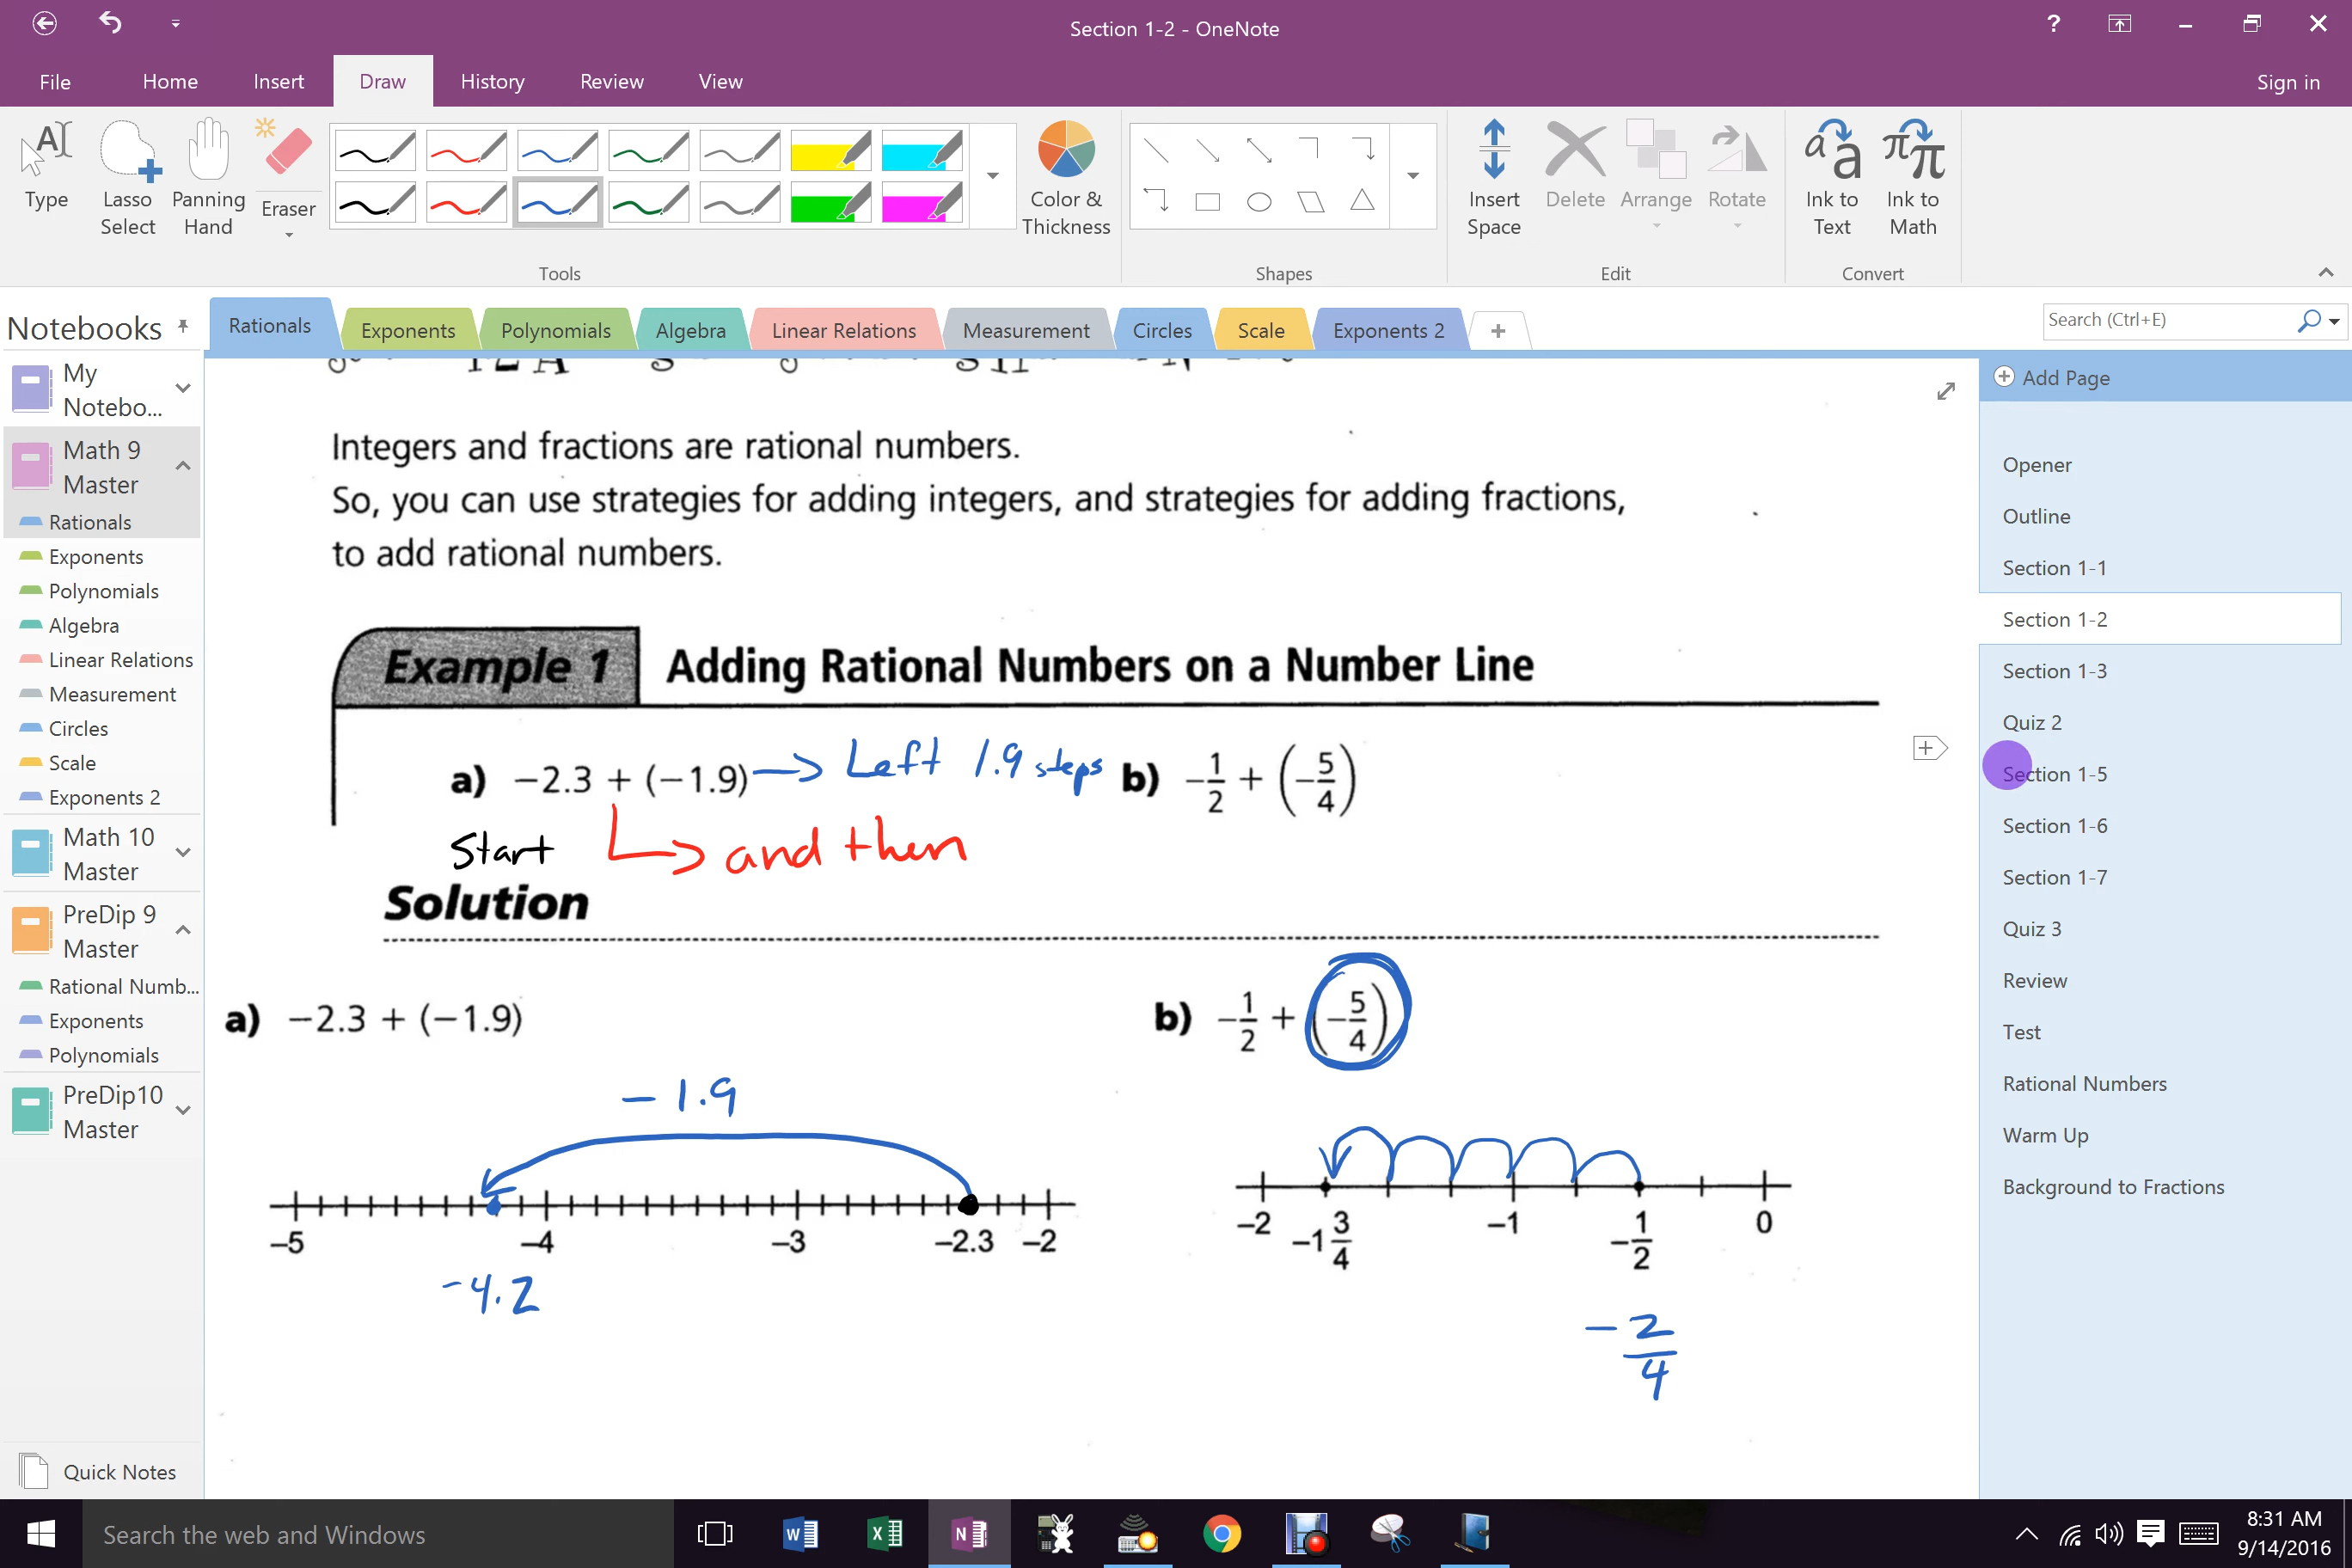 Section 1-2 - OneNote
?
File Home Insert Draw History Review View Sign in
Type
Lasso Select
Panning Hand
Eraser
Color & Thickness
Insert Space
Delete
Arrange
Rotate
Ink to Text
Ink to Math
Tools Shapes Edit Convert
Notebooks
Rationals Exponents Polynomials Algebra Linear Relations Measurement Circles Scale Exponents 2 +
Search (Ctrl+E)
My Notebo...
Math 9 Master
Rationals
Exponents
Polynomials
Algebra
Linear Relations
Measurement
Circles
Scale
Exponents 2
Math 10 Master
PreDip 9 Master
Rational Numb...
Exponents
Polynomials
PreDip10 Master
Quick Notes
Integers and fractions are rational numbers.
So, you can use strategies for adding integers, and strategies for adding fractions,
to add rational numbers.
Example 1 Adding Rational Numbers on a Number Line
a) −2.3 + (−1.9) → Left 1.9 steps b) −1/2 + (−5/4)
Start → and then
Solution
a) −2.3 + (−1.9) b) −1/2 + (−5/4)
−1.9
−5 −4 −3 −2.3 −2
−4.2
−2 −1 3/4 −1 −1/2 0
−2/4
Add Page
Opener
Outline
Section 1-1
Section 1-2
Section 1-3
Quiz 2
Section 1-5
Section 1-6
Section 1-7
Quiz 3
Review
Test
Rational Numbers
Warm Up
Background to Fractions
Search the web and Windows
8:31 AM
9/14/2016